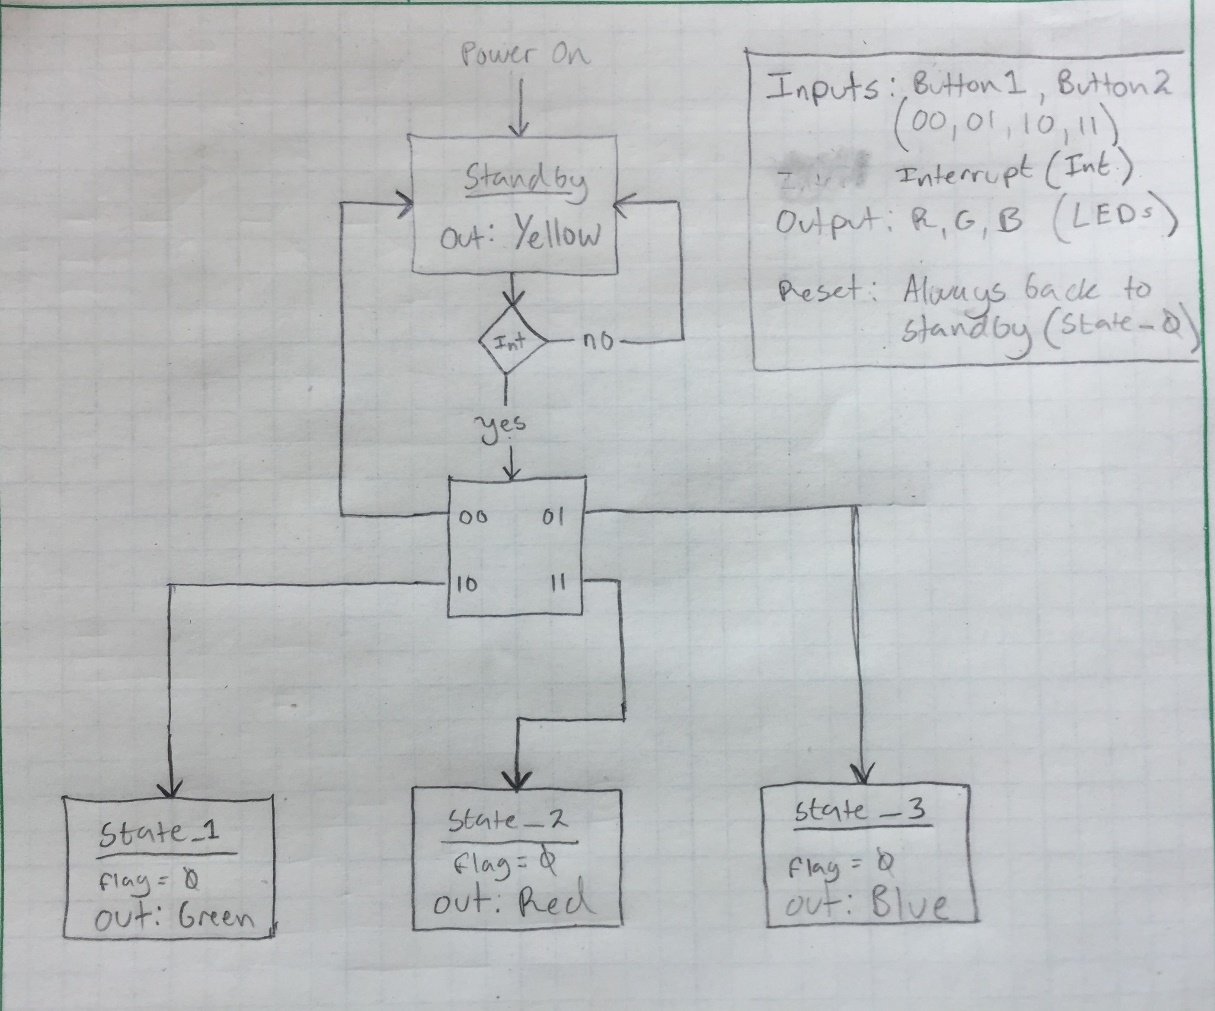 Power On
Standby
Out: Yellow
Int
no
yes
00 01
10 11
State_1
flag = 0
Out: Green
State_2
flag = 0
Out: Red
State_3
flag = 0
Out: Blue
Inputs: Button1, Button2
(00, 01, 10, 11)
Interrupt (Int)
Output: R, G, B (LEDs)
Reset: Always back to
standby (State_0)